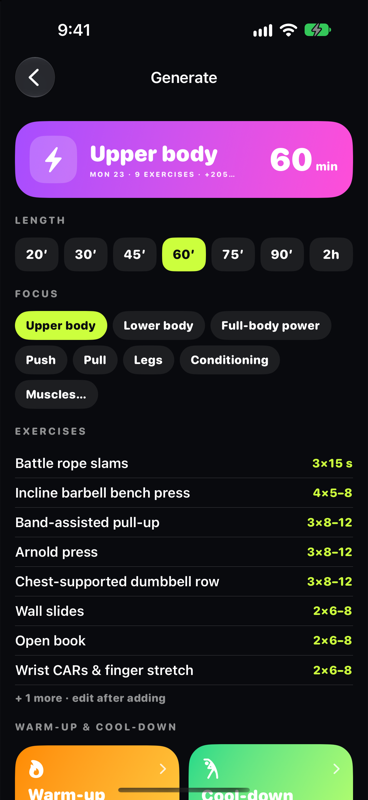 9:41
Generate
Upper body
MON 23 · 9 EXERCISES · +205…
60 min
LENGTH
20′ 30′ 45′ 60′ 75′ 90′ 2h
FOCUS
Upper body Lower body Full-body power
Push Pull Legs Conditioning
Muscles…
EXERCISES
Battle rope slams 3×15 s
Incline barbell bench press 4×5–8
Band-assisted pull-up 3×8–12
Arnold press 3×8–12
Chest-supported dumbbell row 3×8–12
Wall slides 2×6–8
Open book 2×6–8
Wrist CARs & finger stretch 2×6–8
+ 1 more · edit after adding
WARM-UP & COOL-DOWN
Warm-up Cool-down